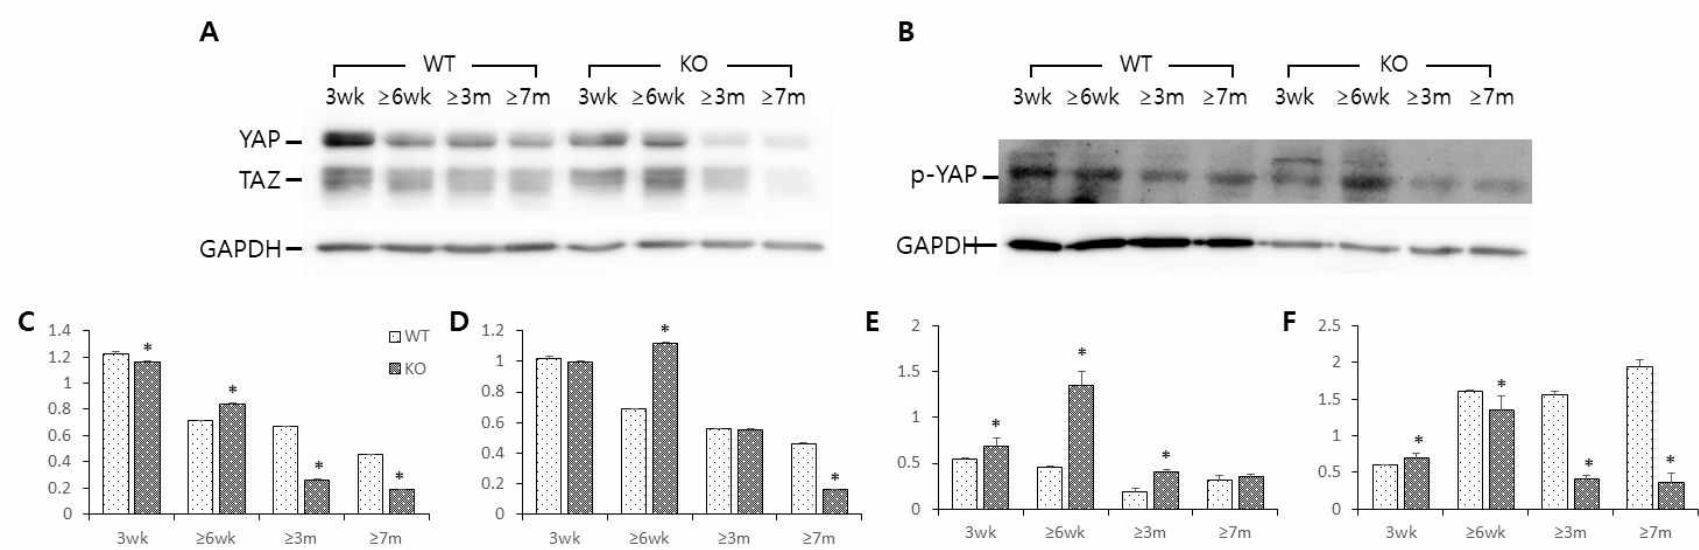 A
WT KO
3wk ≥6wk ≥3m ≥7m 3wk ≥6wk ≥3m ≥7m
YAP
TAZ
GAPDH
B
WT KO
3wk ≥6wk ≥3m ≥7m 3wk ≥6wk ≥3m ≥7m
p-YAP
GAPDH
C
1.4
1.2
1
0.8
0.6
0.4
0.2
0
* * * *
WT
KO
3wk ≥6wk ≥3m ≥7m
D
1.2
1
0.8
0.6
0.4
0.2
0
* *
3wk ≥6wk ≥3m ≥7m
E
2
1.5
1
0.5
0
* * *
3wk ≥6wk ≥3m ≥7m
F
2.5
2
1.5
1
0.5
0
* * * *
3wk ≥6wk ≥3m ≥7m